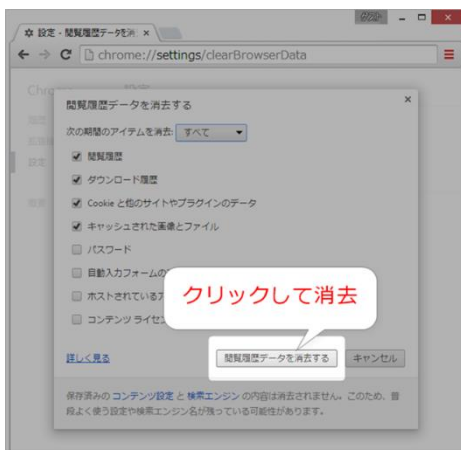 設定 - 閲覧履歴データを消
chrome://settings/clearBrowserData
Chrome
設定
閲覧履歴データを消去する
次の期間のアイテムを消去: すべて
閲覧履歴
ダウンロード履歴
Cookie と他のサイトやプラグインのデータ
キャッシュされた画像とファイル
パスワード
自動入力フォームの
ホストされているア
コンテンツ ライセン
クリックして消去
詳しく見る
閲覧履歴データを消去する
キャンセル
保存済みの コンテンツ設定 と 検索エンジン の内容は消去されません。このため、普
段よく使う設定や検索エンジン名が残っている可能性があります。